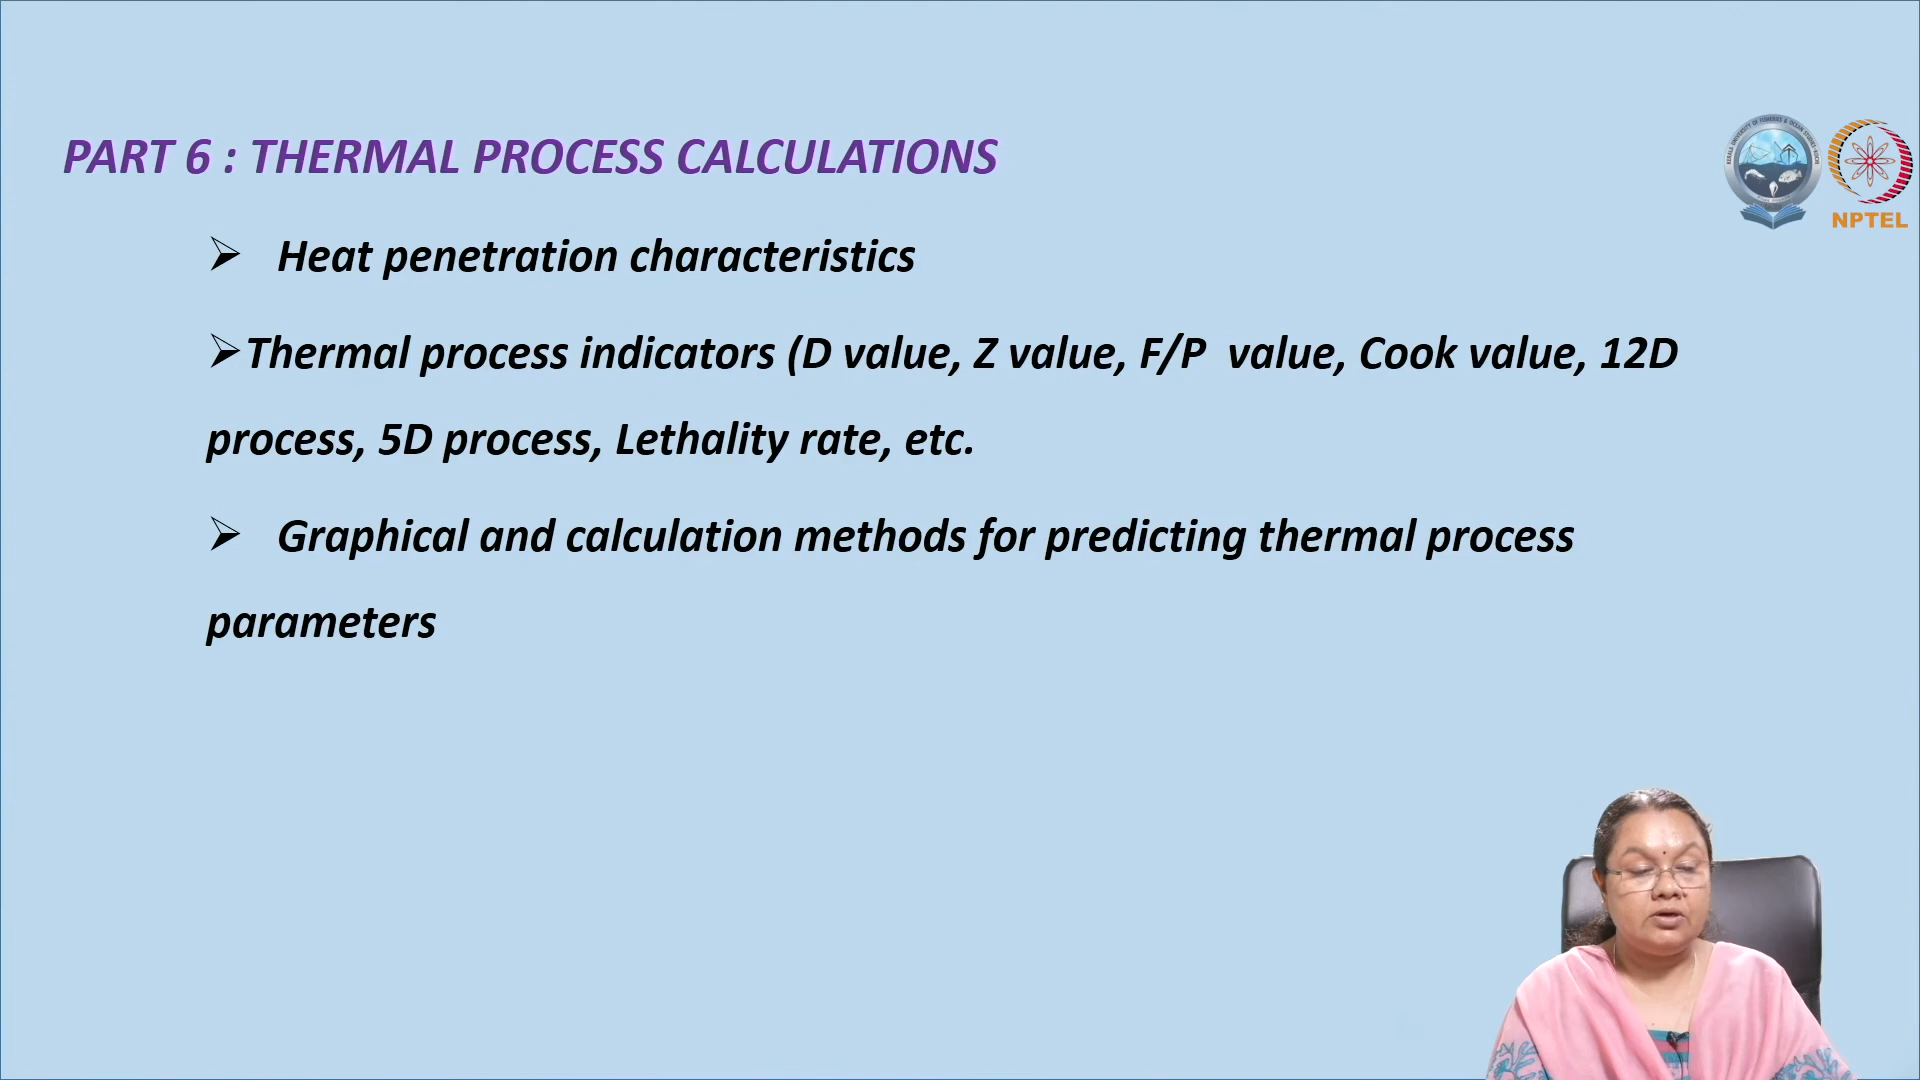 PART 6 : THERMAL PROCESS CALCULATIONS
Heat penetration characteristics
Thermal process indicators (D value, Z value, F/P value, Cook value, 12D
process, 5D process, Lethality rate, etc.
Graphical and calculation methods for predicting thermal process
parameters
NPTEL